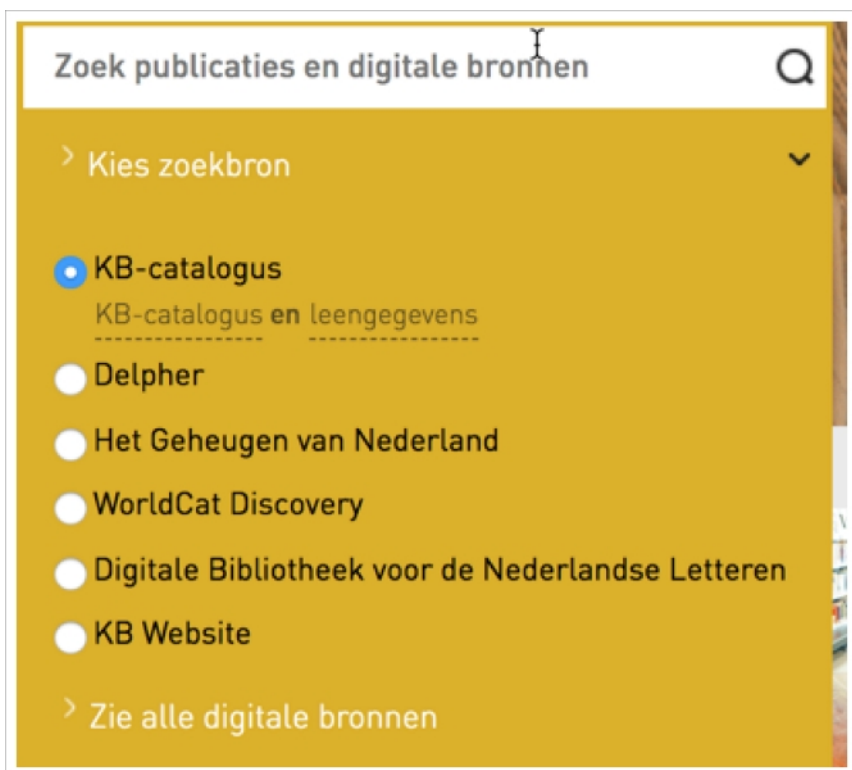 Zoek publicaties en digitale bronnen
Kies zoekbron
KB-catalogus
KB-catalogus en leengegevens
Delpher
Het Geheugen van Nederland
WorldCat Discovery
Digitale Bibliotheek voor de Nederlandse Letteren
KB Website
Zie alle digitale bronnen